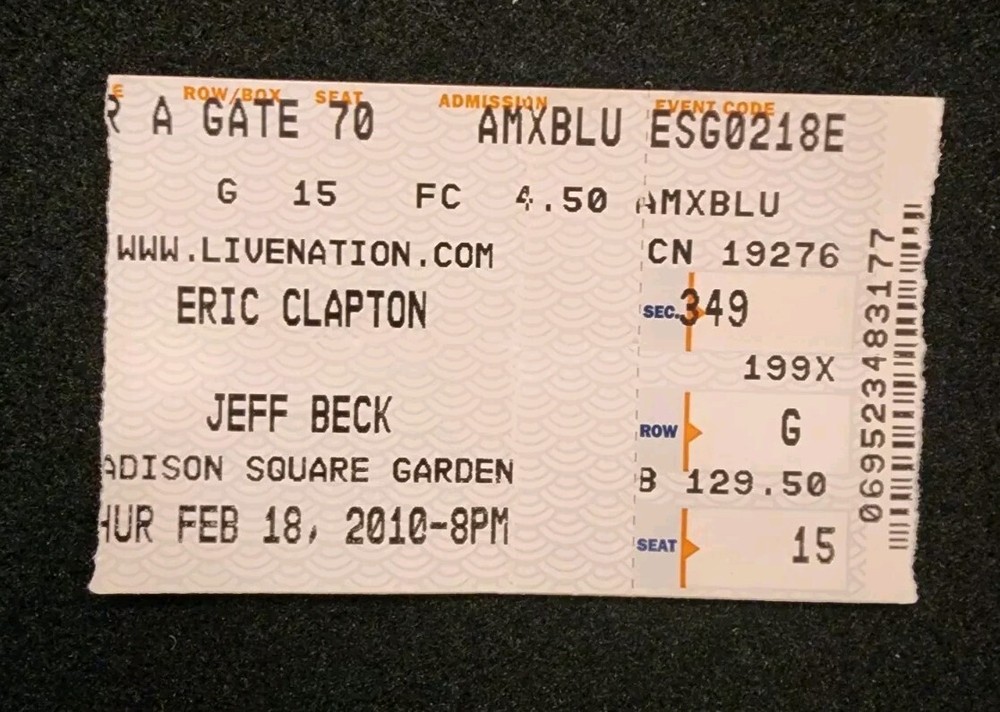 E ROW/BOX SEAT ADMISSION EVENT CODE
R A GATE 70 AMXBLU ESG0218E
G 15 FC 4.50 AMXBLU
WWW.LIVENATION.COM CN 19276
ERIC CLAPTON SEC. 349
199X
JEFF BECK ROW G
ADISON SQUARE GARDEN B 129.50
HUR FEB 18, 2010-8PM SEAT 15
0695234483177